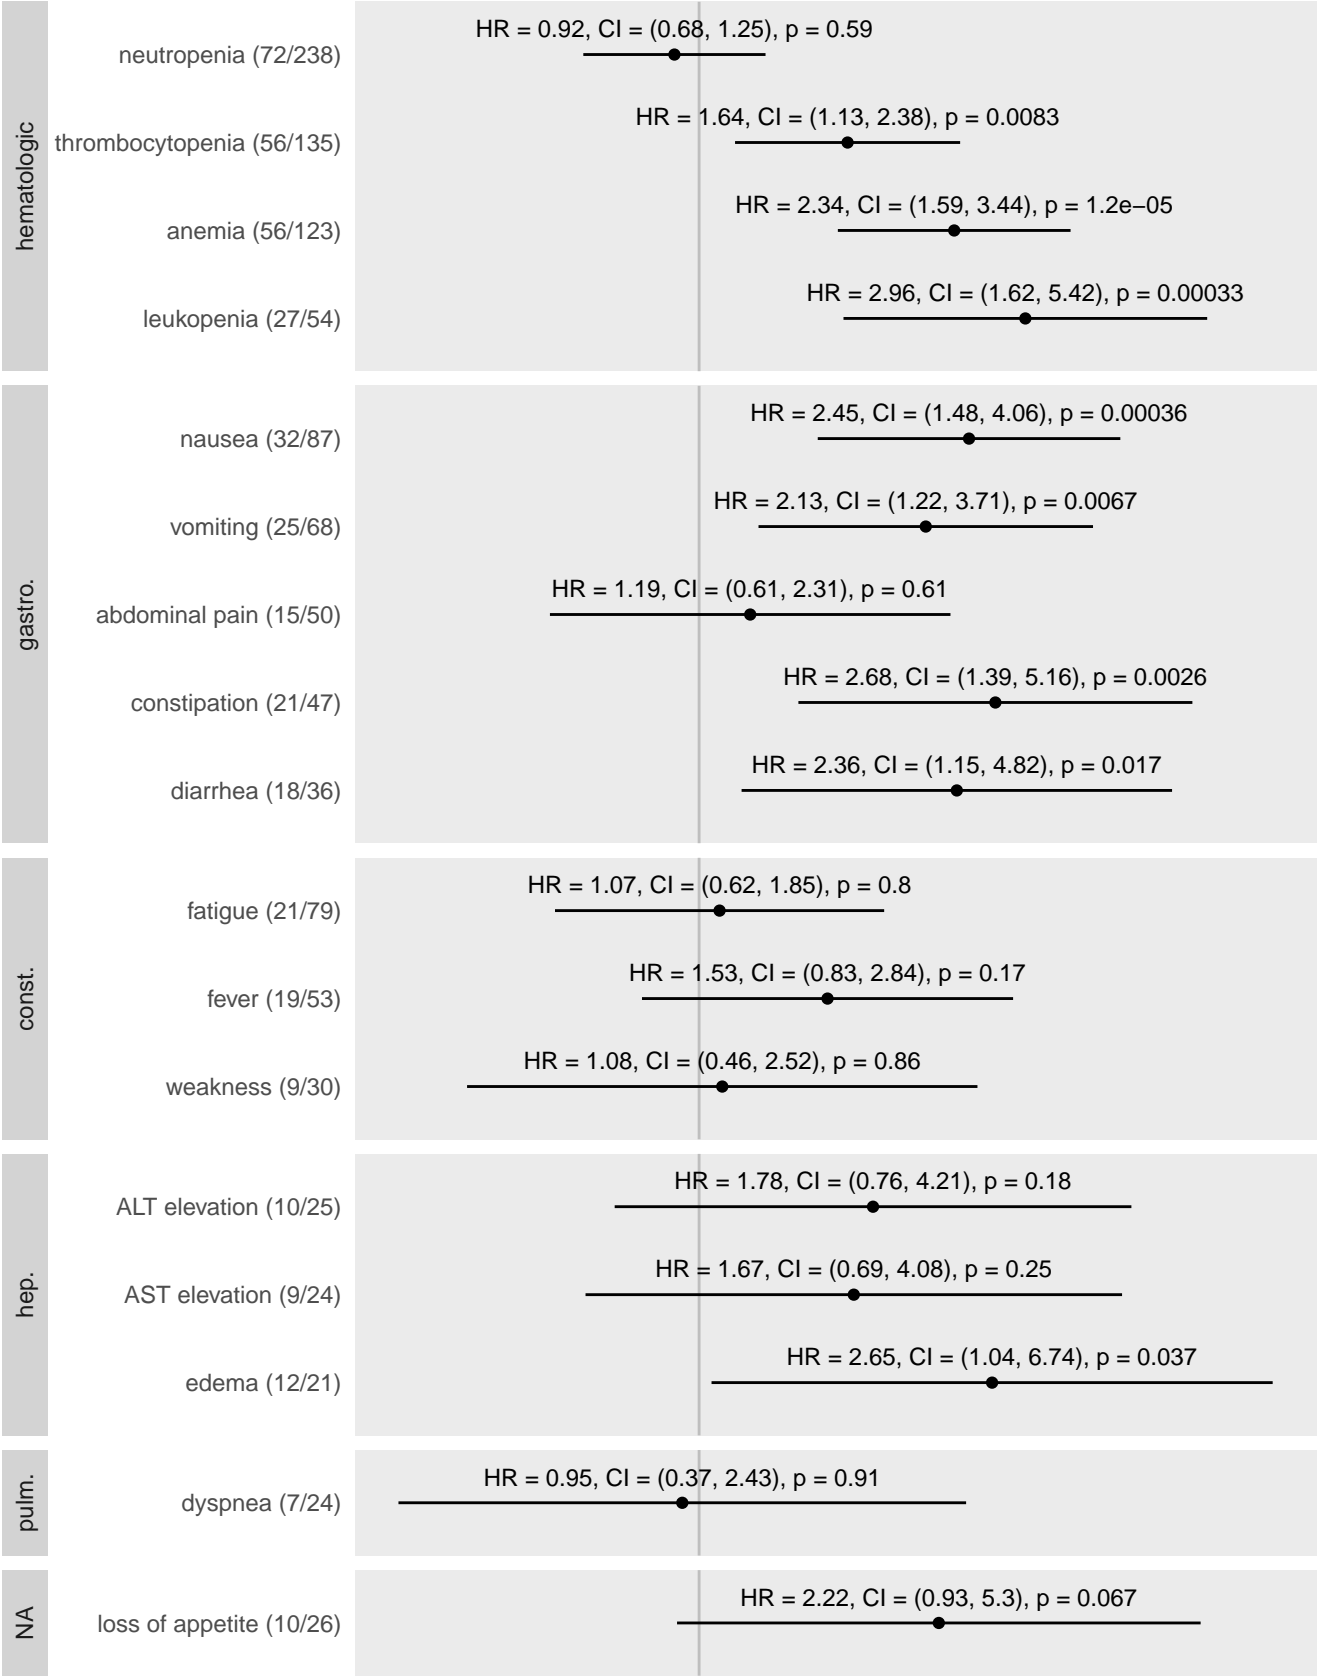 hematologic
HR = 0.92, CI = (0.68, 1.25), p = 0.59
neutropenia (72/238)
HR = 1.64, CI = (1.13, 2.38), p = 0.0083
thrombocytopenia (56/135)
HR = 2.34, CI = (1.59, 3.44), p = 1.2e−05
anemia (56/123)
HR = 2.96, CI = (1.62, 5.42), p = 0.00033
leukopenia (27/54)
gastro.
HR = 2.45, CI = (1.48, 4.06), p = 0.00036
nausea (32/87)
HR = 2.13, CI = (1.22, 3.71), p = 0.0067
vomiting (25/68)
HR = 1.19, CI = (0.61, 2.31), p = 0.61
abdominal pain (15/50)
HR = 2.68, CI = (1.39, 5.16), p = 0.0026
constipation (21/47)
HR = 2.36, CI = (1.15, 4.82), p = 0.017
diarrhea (18/36)
const.
HR = 1.07, CI = (0.62, 1.85), p = 0.8
fatigue (21/79)
HR = 1.53, CI = (0.83, 2.84), p = 0.17
fever (19/53)
HR = 1.08, CI = (0.46, 2.52), p = 0.86
weakness (9/30)
hep.
HR = 1.78, CI = (0.76, 4.21), p = 0.18
ALT elevation (10/25)
HR = 1.67, CI = (0.69, 4.08), p = 0.25
AST elevation (9/24)
HR = 2.65, CI = (1.04, 6.74), p = 0.037
edema (12/21)
pulm.
HR = 0.95, CI = (0.37, 2.43), p = 0.91
dyspnea (7/24)
NA
HR = 2.22, CI = (0.93, 5.3), p = 0.067
loss of appetite (10/26)